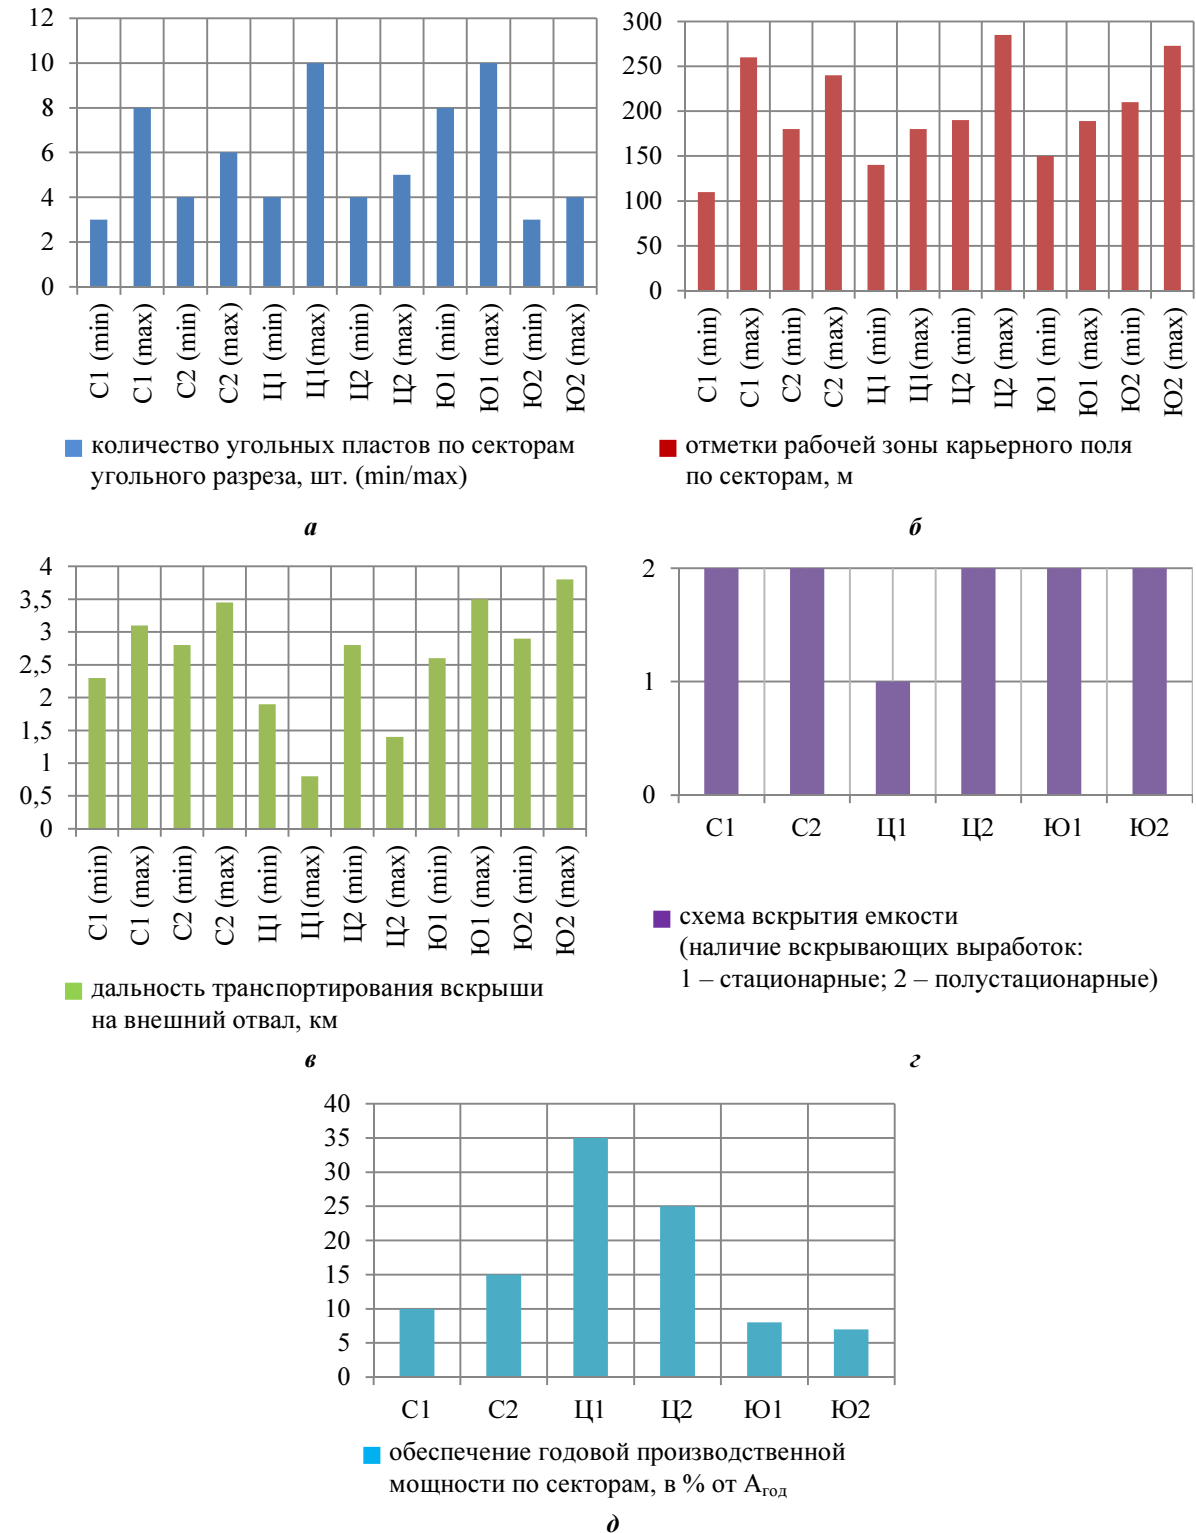 12
10
8
6
4
2
0
С1 (min)
С1 (max)
С2 (min)
С2 (max)
Ц1 (min)
Ц1(max)
Ц2 (min)
Ц2 (max)
Ю1 (min)
Ю1 (max)
Ю2 (min)
Ю2 (max)
количество угольных пластов по секторам
угольного разреза, шт. (min/max)
а
300
250
200
150
100
50
0
С1 (min)
С1 (max)
С2 (min)
С2 (max)
Ц1 (min)
Ц1(max)
Ц2 (min)
Ц2 (max)
Ю1 (min)
Ю1 (max)
Ю2 (min)
Ю2 (max)
отметки рабочей зоны карьерного поля
по секторам, м
б
4
3,5
3
2,5
2
1,5
1
0,5
0
С1 (min)
С1 (max)
С2 (min)
С2 (max)
Ц1 (min)
Ц1(max)
Ц2 (min)
Ц2 (max)
Ю1 (min)
Ю1 (max)
Ю2 (min)
Ю2 (max)
дальность транспортирования вскрыши
на внешний отвал, км
в
2
1
0
С1 С2 Ц1 Ц2 Ю1 Ю2
схема вскрытия емкости
(наличие вскрывающих выработок:
1 – стационарные; 2 – полустационарные)
г
40
35
30
25
20
15
10
5
0
С1 С2 Ц1 Ц2 Ю1 Ю2
обеспечение годовой производственной
мощности по секторам, в % от Aгод
д